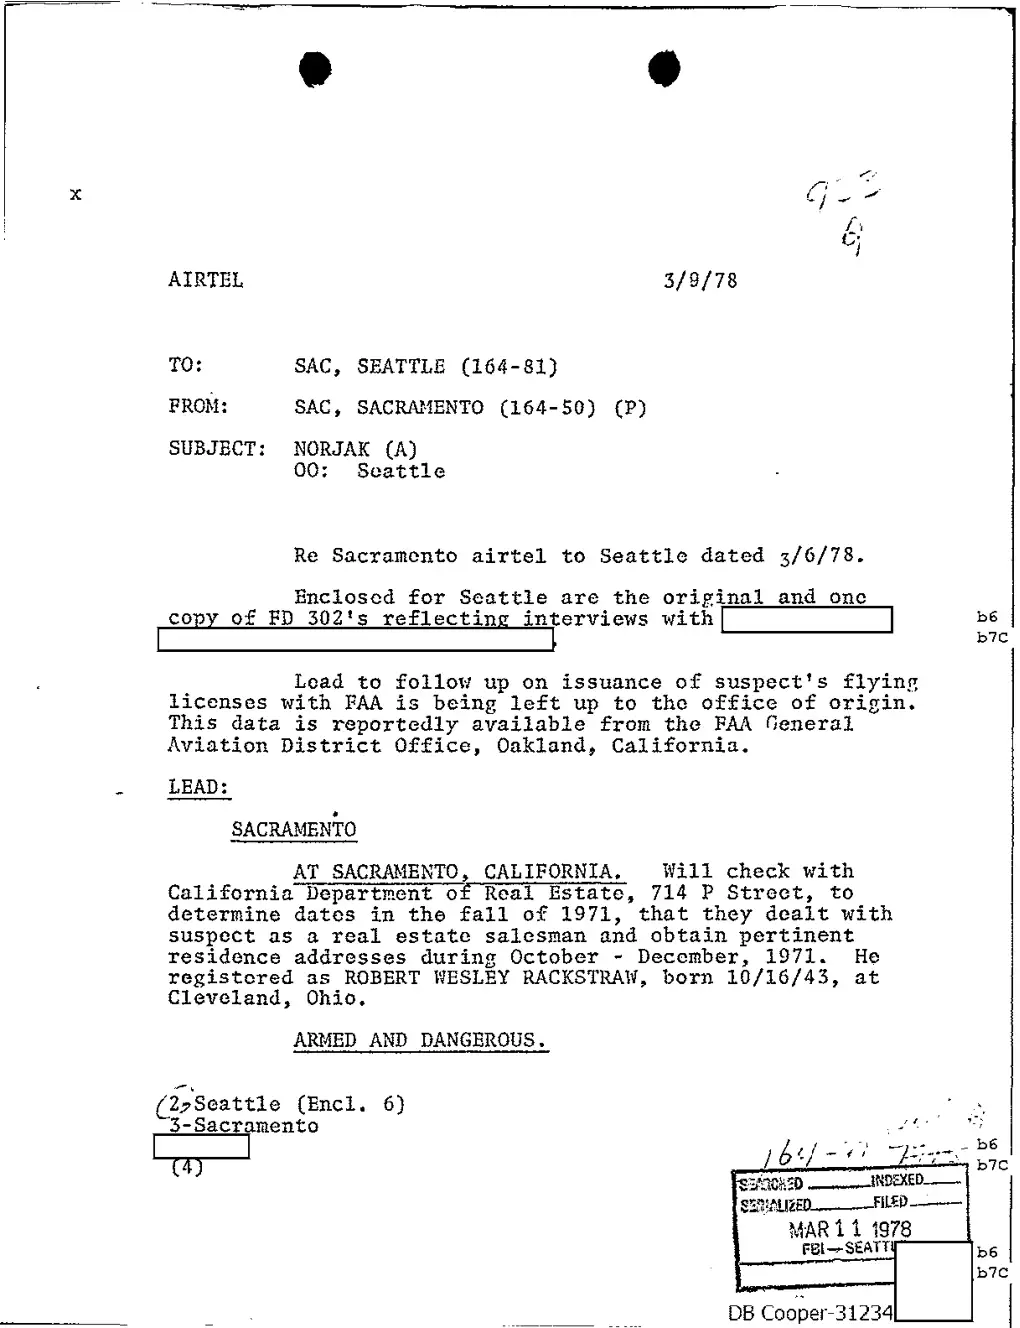 x
AIRTEL 3/9/78
TO: SAC, SEATTLE (164-81)
FROM: SAC, SACRAMENTO (164-50) (P)
SUBJECT: NORJAK (A)
OO: Seattle
Re Sacramento airtel to Seattle dated 3/6/78.
Enclosed for Seattle are the original and one
copy of FD 302's reflecting interviews with
b6
b7C
.
Lead to follow up on issuance of suspect's flying
licenses with FAA is being left up to the office of origin.
This data is reportedly available from the FAA General
Aviation District Office, Oakland, California.
LEAD:
SACRAMENTO
AT SACRAMENTO, CALIFORNIA. Will check with
California Department of Real Estate, 714 P Street, to
determine dates in the fall of 1971, that they dealt with
suspect as a real estate salesman and obtain pertinent
residence addresses during October - December, 1971. He
registered as ROBERT WESLEY RACKSTRAW, born 10/16/43, at
Cleveland, Ohio.
ARMED AND DANGEROUS.
2-Seattle (Encl. 6)
3-Sacramento
(4)
b6
b7C
SEARCHED INDEXED
SERIALIZED FILED
MAR 11 1978
FBI-SEATTL
b6
b7C
DB Cooper-31234